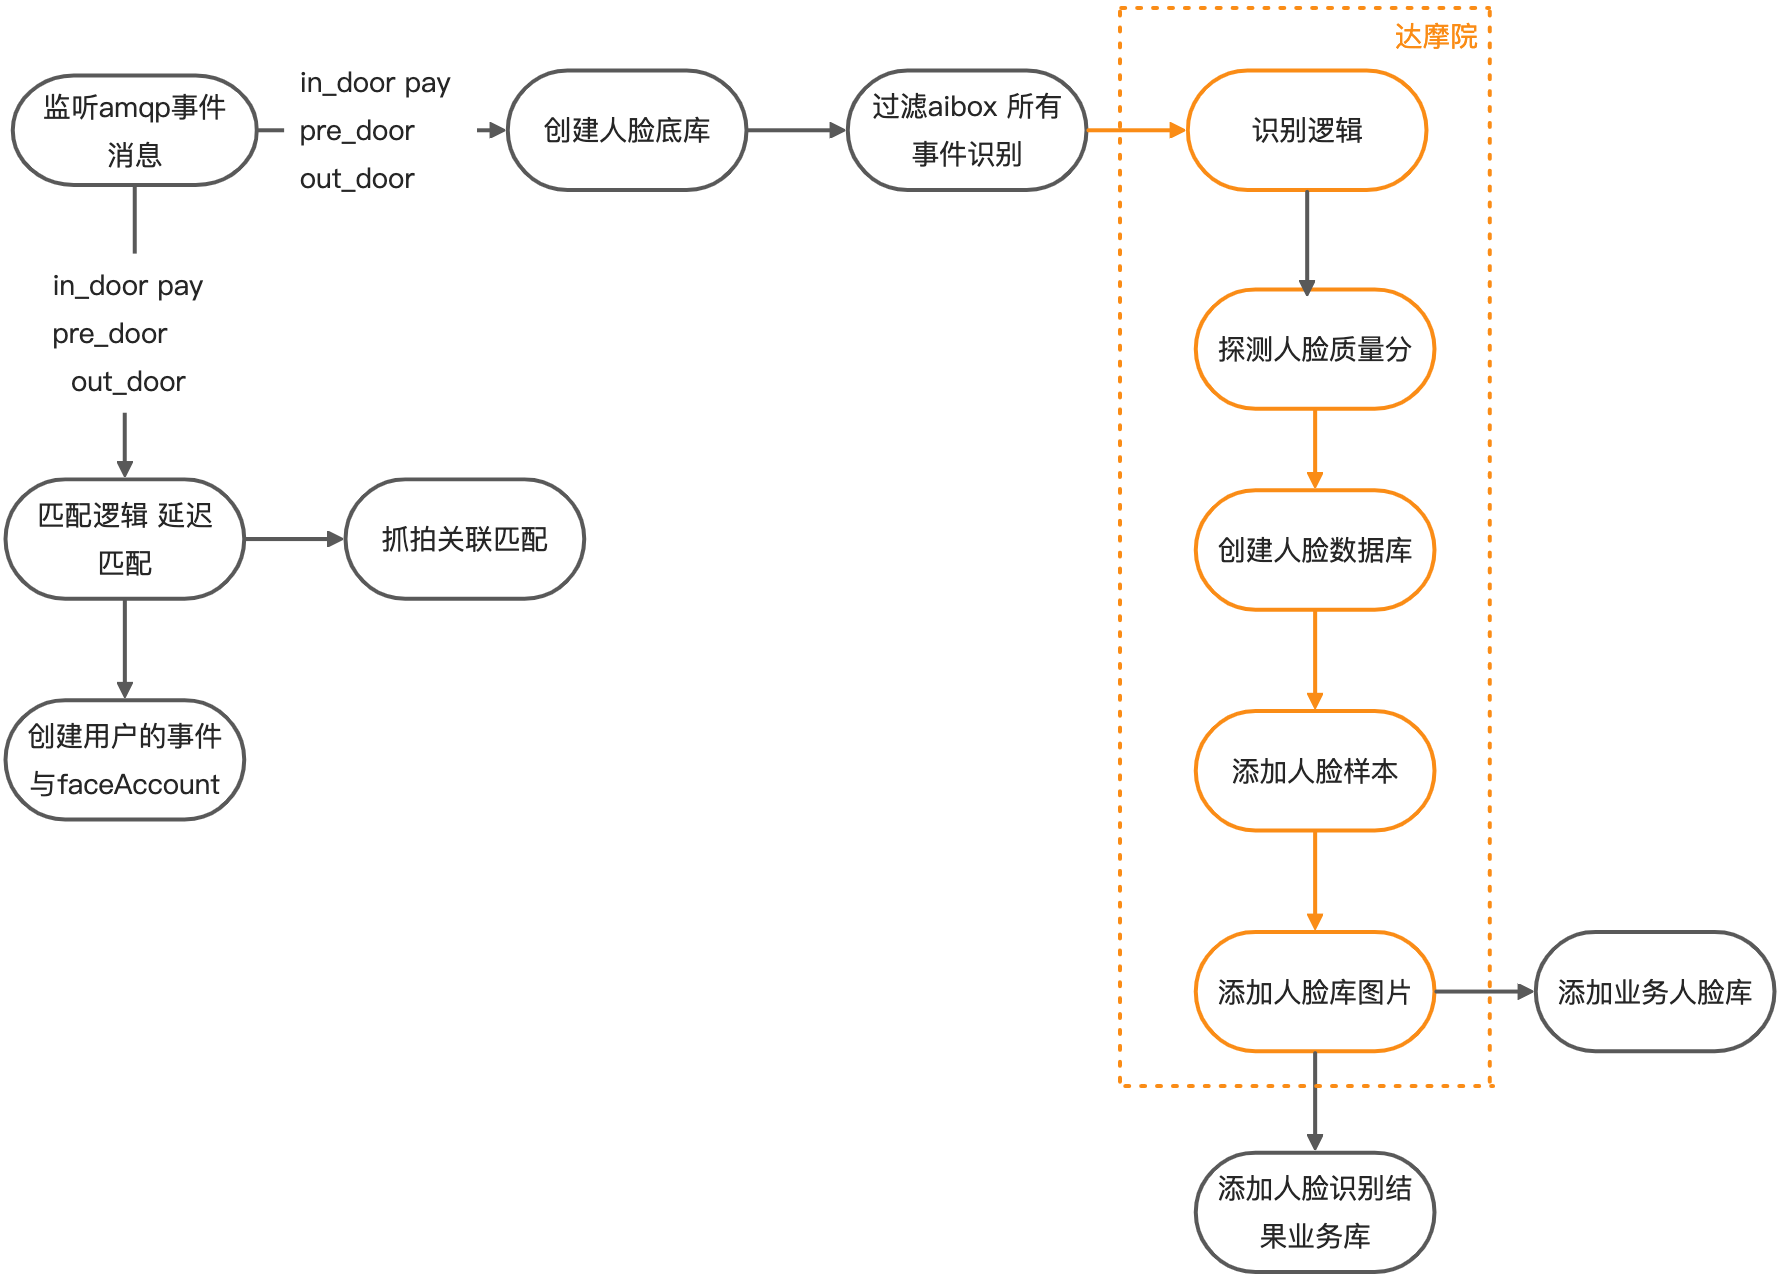 达摩院
监听amqp事件
消息
in_door pay
pre_door
out_door
创建人脸底库
过滤aibox 所有
事件识别
识别逻辑
in_door pay
pre_door
out_door
探测人脸质量分
匹配逻辑 延迟
匹配
抓拍关联匹配
创建人脸数据库
创建用户的事件
与faceAccount
添加人脸样本
添加人脸库图片
添加业务人脸库
添加人脸识别结
果业务库